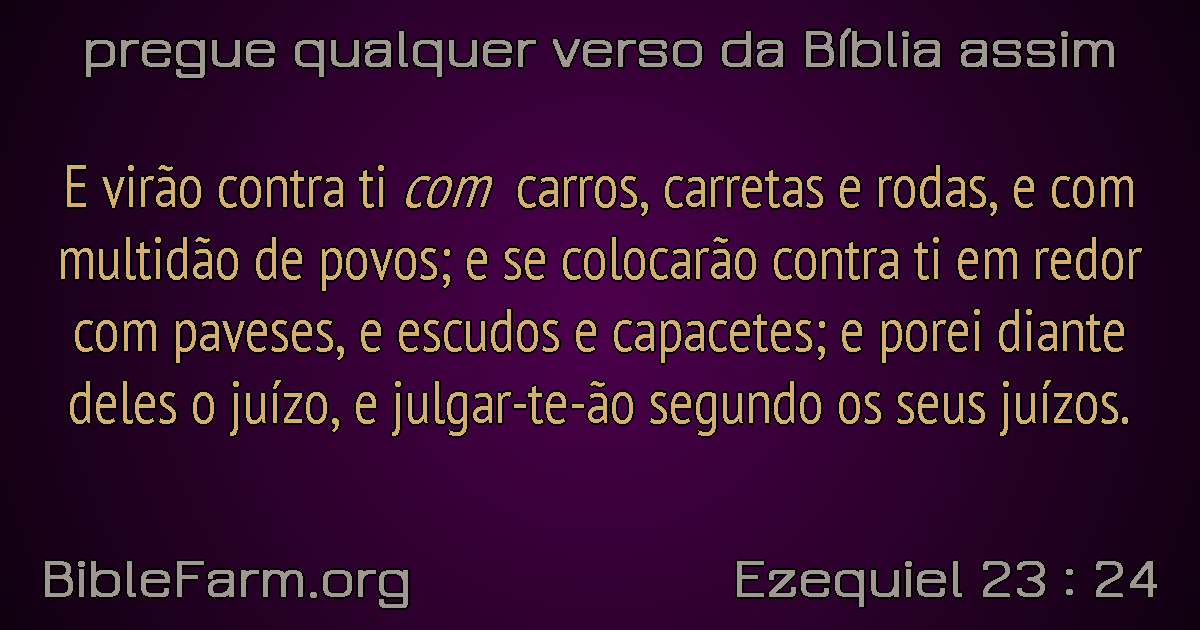 pregue qualquer verso da Bíblia assim
E virão contra ti com carros, carretas e rodas, e com
multidão de povos; e se colocarão contra ti em redor
com paveses, e escudos e capacetes; e porei diante
deles o juízo, e julgar-te-ão segundo os seus juízos.
BibleFarm.org
Ezequiel 23 : 24